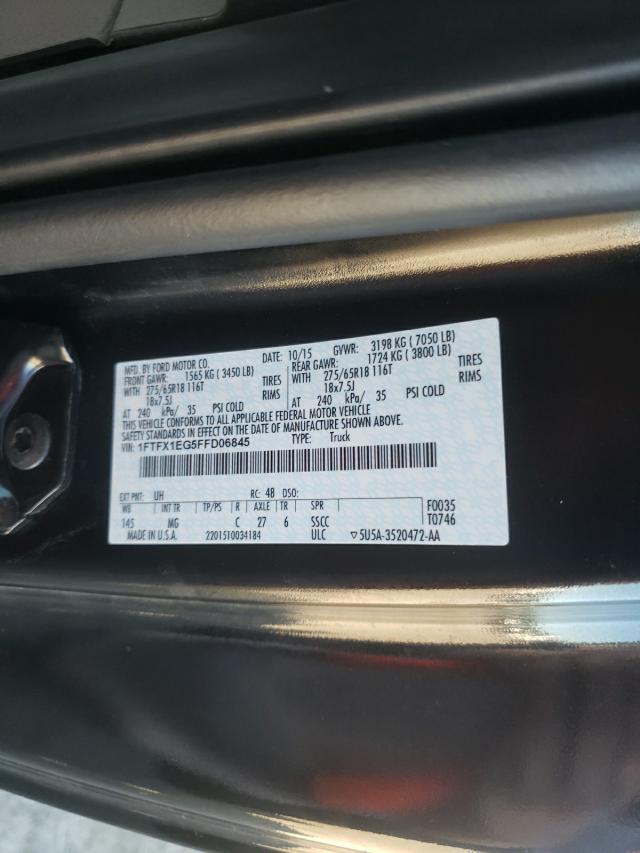 MFD. BY FORD MOTOR CO. DATE: 10/15 GVWR: 3198 KG ( 7050 LB)
FRONT GAWR: 1565 KG ( 3450 LB) REAR GAWR: 1724 KG ( 3800 LB)
WITH 275/65R18 116T TIRES WITH 275/65R18 116T TIRES
18x7.5J RIMS 18x7.5J RIMS
AT 240 kPa/ 35 PSI COLD AT 240 kPa/ 35 PSI COLD
THIS VEHICLE CONFORMS TO ALL APPLICABLE FEDERAL MOTOR VEHICLE
SAFETY STANDARDS IN EFFECT ON THE DATE OF MANUFACTURE SHOWN ABOVE.
VIN: 1FTFX1EG5FFD06845 TYPE: Truck
EXT PNT: UH RC: 48 DSO: F0035
WB INT TR TP/PS R AXLE TR SPR T0746
145 MG C 27 6 SSCC
MADE IN U.S.A. 2201510034184 ULC ▽5U5A-3520472-AA